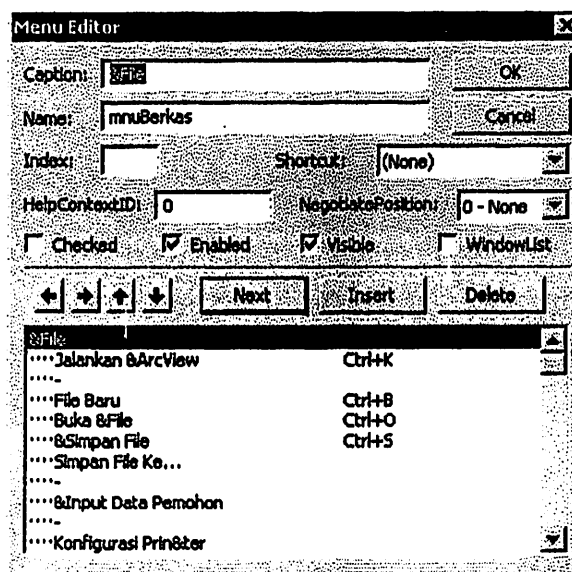 Menu Editor
Caption: &File OK
Name: mnuBerkas Cancel
Index: Shortcut: (None)
HelpContextID: 0 NegotiatePosition: 0 - None
Checked Enabled Visible WindowList
Next Insert Delete
&File
····Jalankan &ArcView Ctrl+K
····-
····File Baru Ctrl+B
····Buka &File Ctrl+O
····&Simpan File Ctrl+S
····Simpan File Ke...
····-
····&Input Data Pemohon
····-
····Konfigurasi Prin&ter